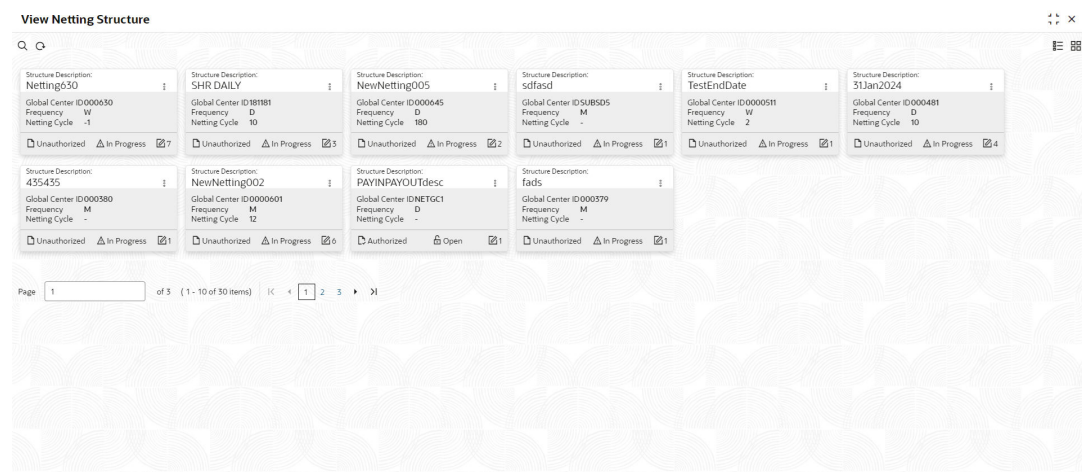 View Netting Structure
Structure Description:
Netting630
Global Center ID 000630
Frequency W
Netting Cycle -1
Unauthorized In Progress 7
Structure Description:
SHR DAILY
Global Center ID 181181
Frequency D
Netting Cycle 10
Unauthorized In Progress 3
Structure Description:
NewNetting005
Global Center ID 000645
Frequency D
Netting Cycle 180
Unauthorized In Progress 2
Structure Description:
sdfasd
Global Center ID SUBSD5
Frequency M
Netting Cycle -
Unauthorized In Progress 1
Structure Description:
TestEndDate
Global Center ID 0000511
Frequency W
Netting Cycle 2
Unauthorized In Progress 1
Structure Description:
31Jan2024
Global Center ID 000481
Frequency D
Netting Cycle 10
Unauthorized In Progress 4
Structure Description:
435435
Global Center ID 000380
Frequency M
Netting Cycle -
Unauthorized In Progress 1
Structure Description:
NewNetting002
Global Center ID 0000601
Frequency M
Netting Cycle 12
Unauthorized In Progress 6
Structure Description:
PAYINPAYOUTdesc
Global Center ID NETGC1
Frequency D
Netting Cycle -
Authorized Open 1
Structure Description:
fads
Global Center ID 000379
Frequency M
Netting Cycle -
Unauthorized In Progress 1
Page 1 of 3 (1 - 10 of 30 items) 1 2 3